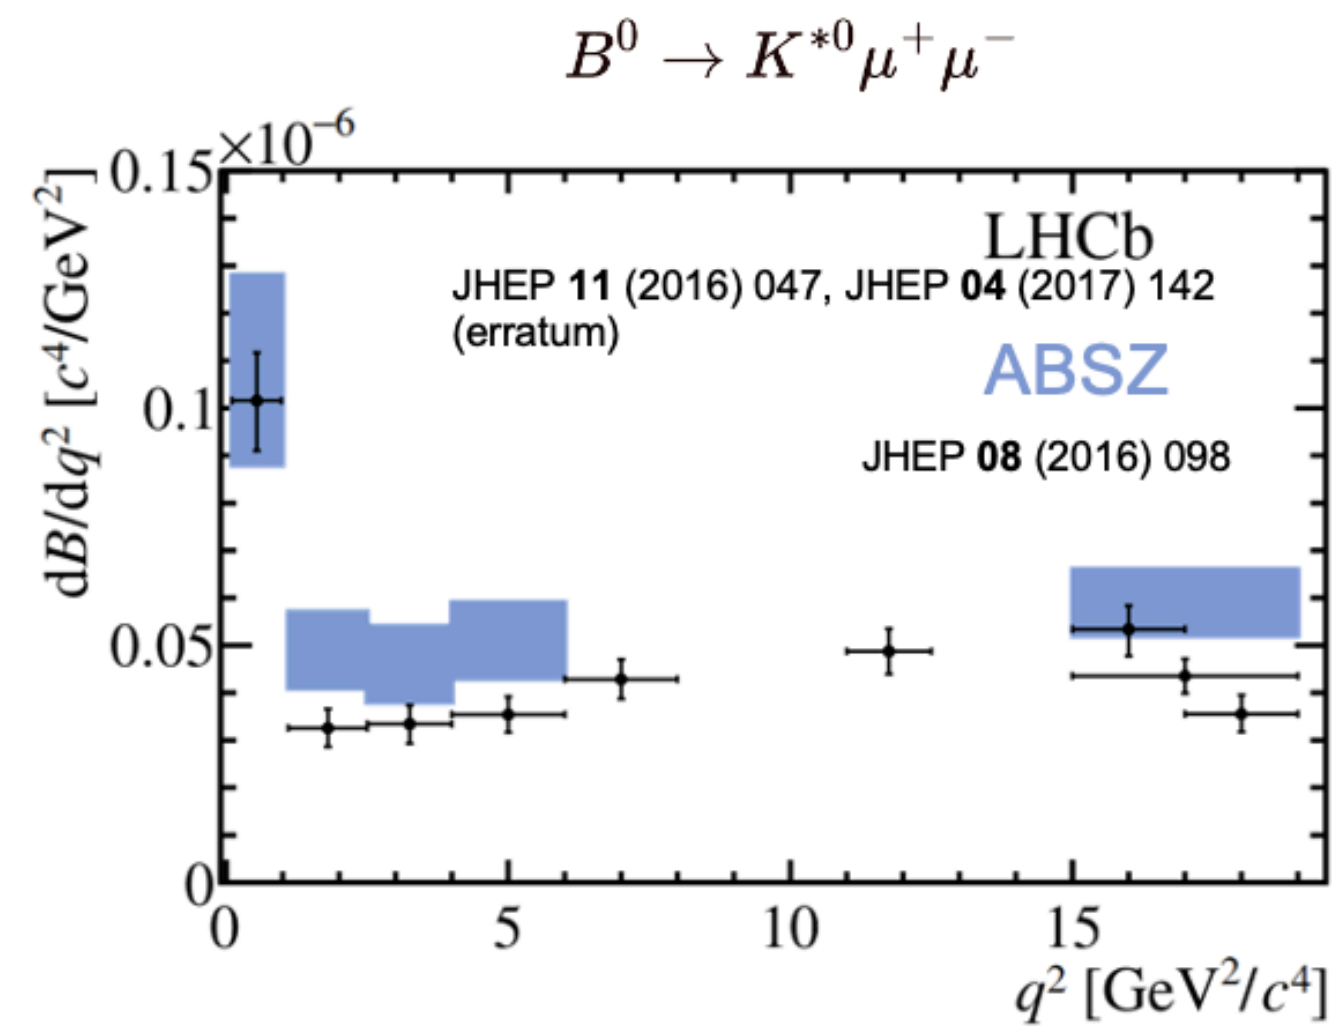 B⁰ → K*⁰μ⁺μ⁻
×10⁻⁶
dB/dq² [c⁴/GeV²]
0.15
0.1
0.05
0
LHCb
JHEP 11 (2016) 047, JHEP 04 (2017) 142
(erratum)
ABSZ
JHEP 08 (2016) 098
0 5 10 15
q² [GeV²/c⁴]